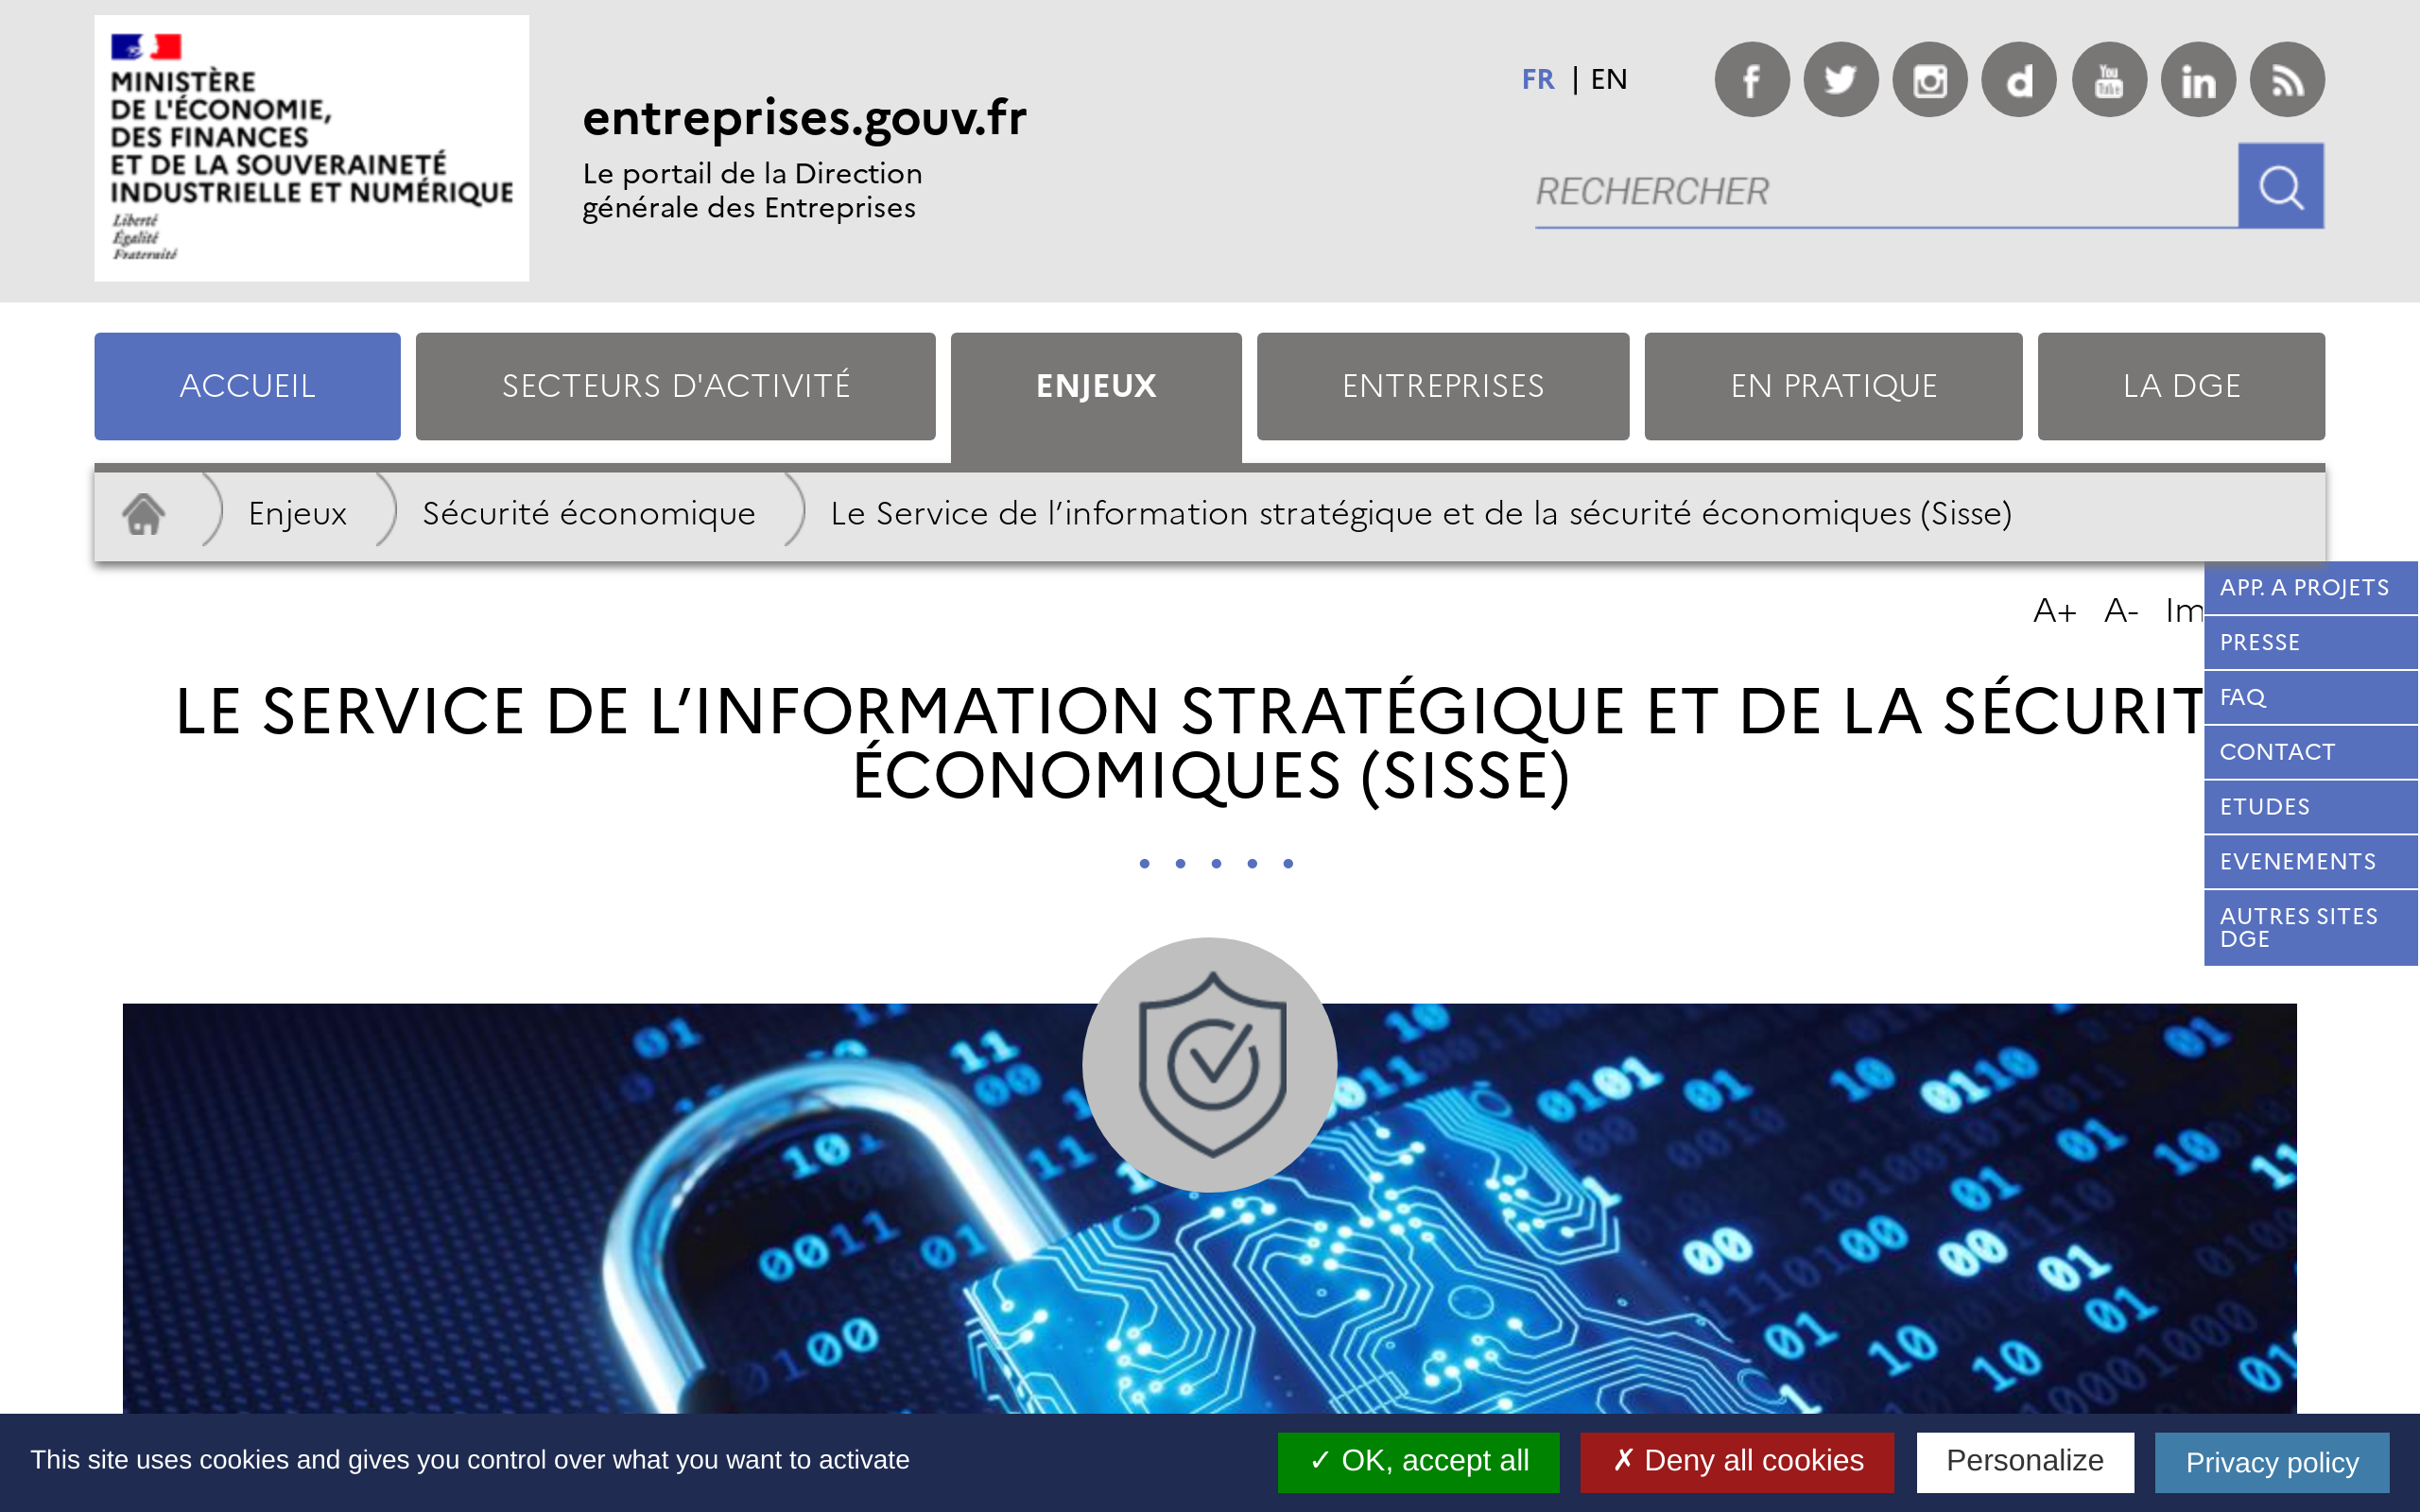 MINISTÈRE
DE L'ÉCONOMIE,
DES FINANCES
ET DE LA SOUVERAINETÉ
INDUSTRIELLE ET NUMÉRIQUE
Liberté
Égalité
Fraternité
entreprises.gouv.fr
Le portail de la Direction
générale des Entreprises
FR | EN
RECHERCHER
ACCUEIL
SECTEURS D'ACTIVITÉ
ENJEUX
ENTREPRISES
EN PRATIQUE
LA DGE
Enjeux
Sécurité économique
Le Service de l’information stratégique et de la sécurité économiques (Sisse)
A+ A- Im
APP. A PROJETS
PRESSE
FAQ
CONTACT
ETUDES
EVENEMENTS
AUTRES SITES
DGE
LE SERVICE DE L’INFORMATION STRATÉGIQUE ET DE LA SÉCURIT
ÉCONOMIQUES (SISSE)
This site uses cookies and gives you control over what you want to activate
✓ OK, accept all
✗ Deny all cookies
Personalize
Privacy policy